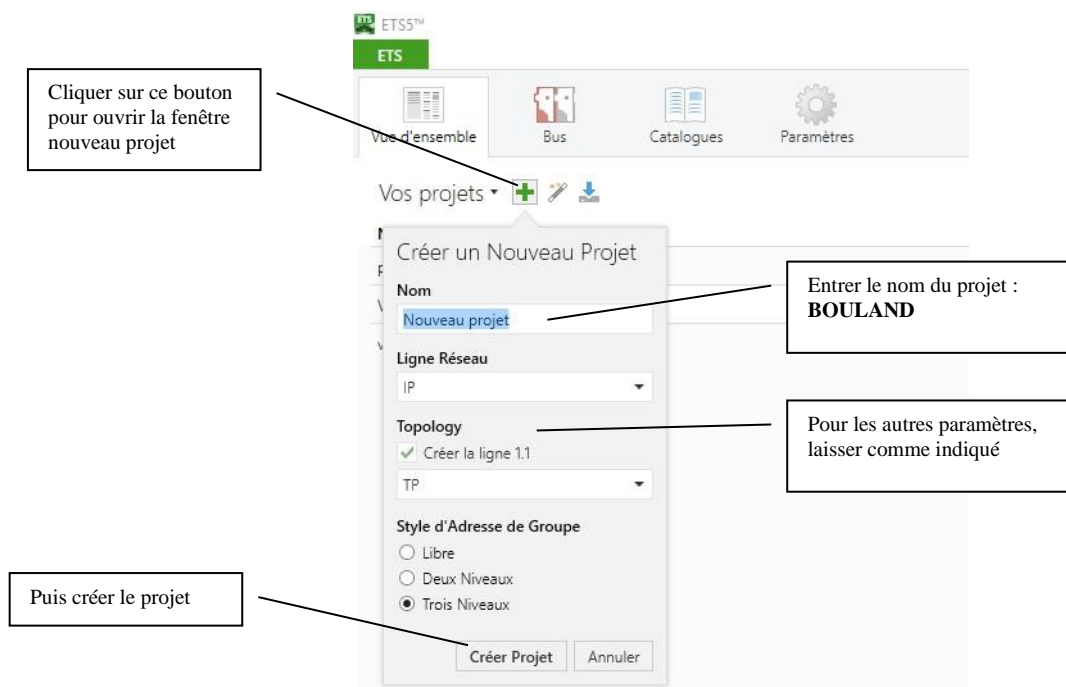 ETS5™
ETS
Cliquer sur ce bouton
pour ouvrir la fenêtre
nouveau projet
Vue d'ensemble
Bus
Catalogues
Paramètres
Vos projets
Créer un Nouveau Projet
Nom
Nouveau projet
Entrer le nom du projet :
BOULAND
Ligne Réseau
IP
Topology
Créer la ligne 1.1
TP
Pour les autres paramètres,
laisser comme indiqué
Style d'Adresse de Groupe
Libre
Deux Niveaux
Trois Niveaux
Puis créer le projet
Créer Projet
Annuler